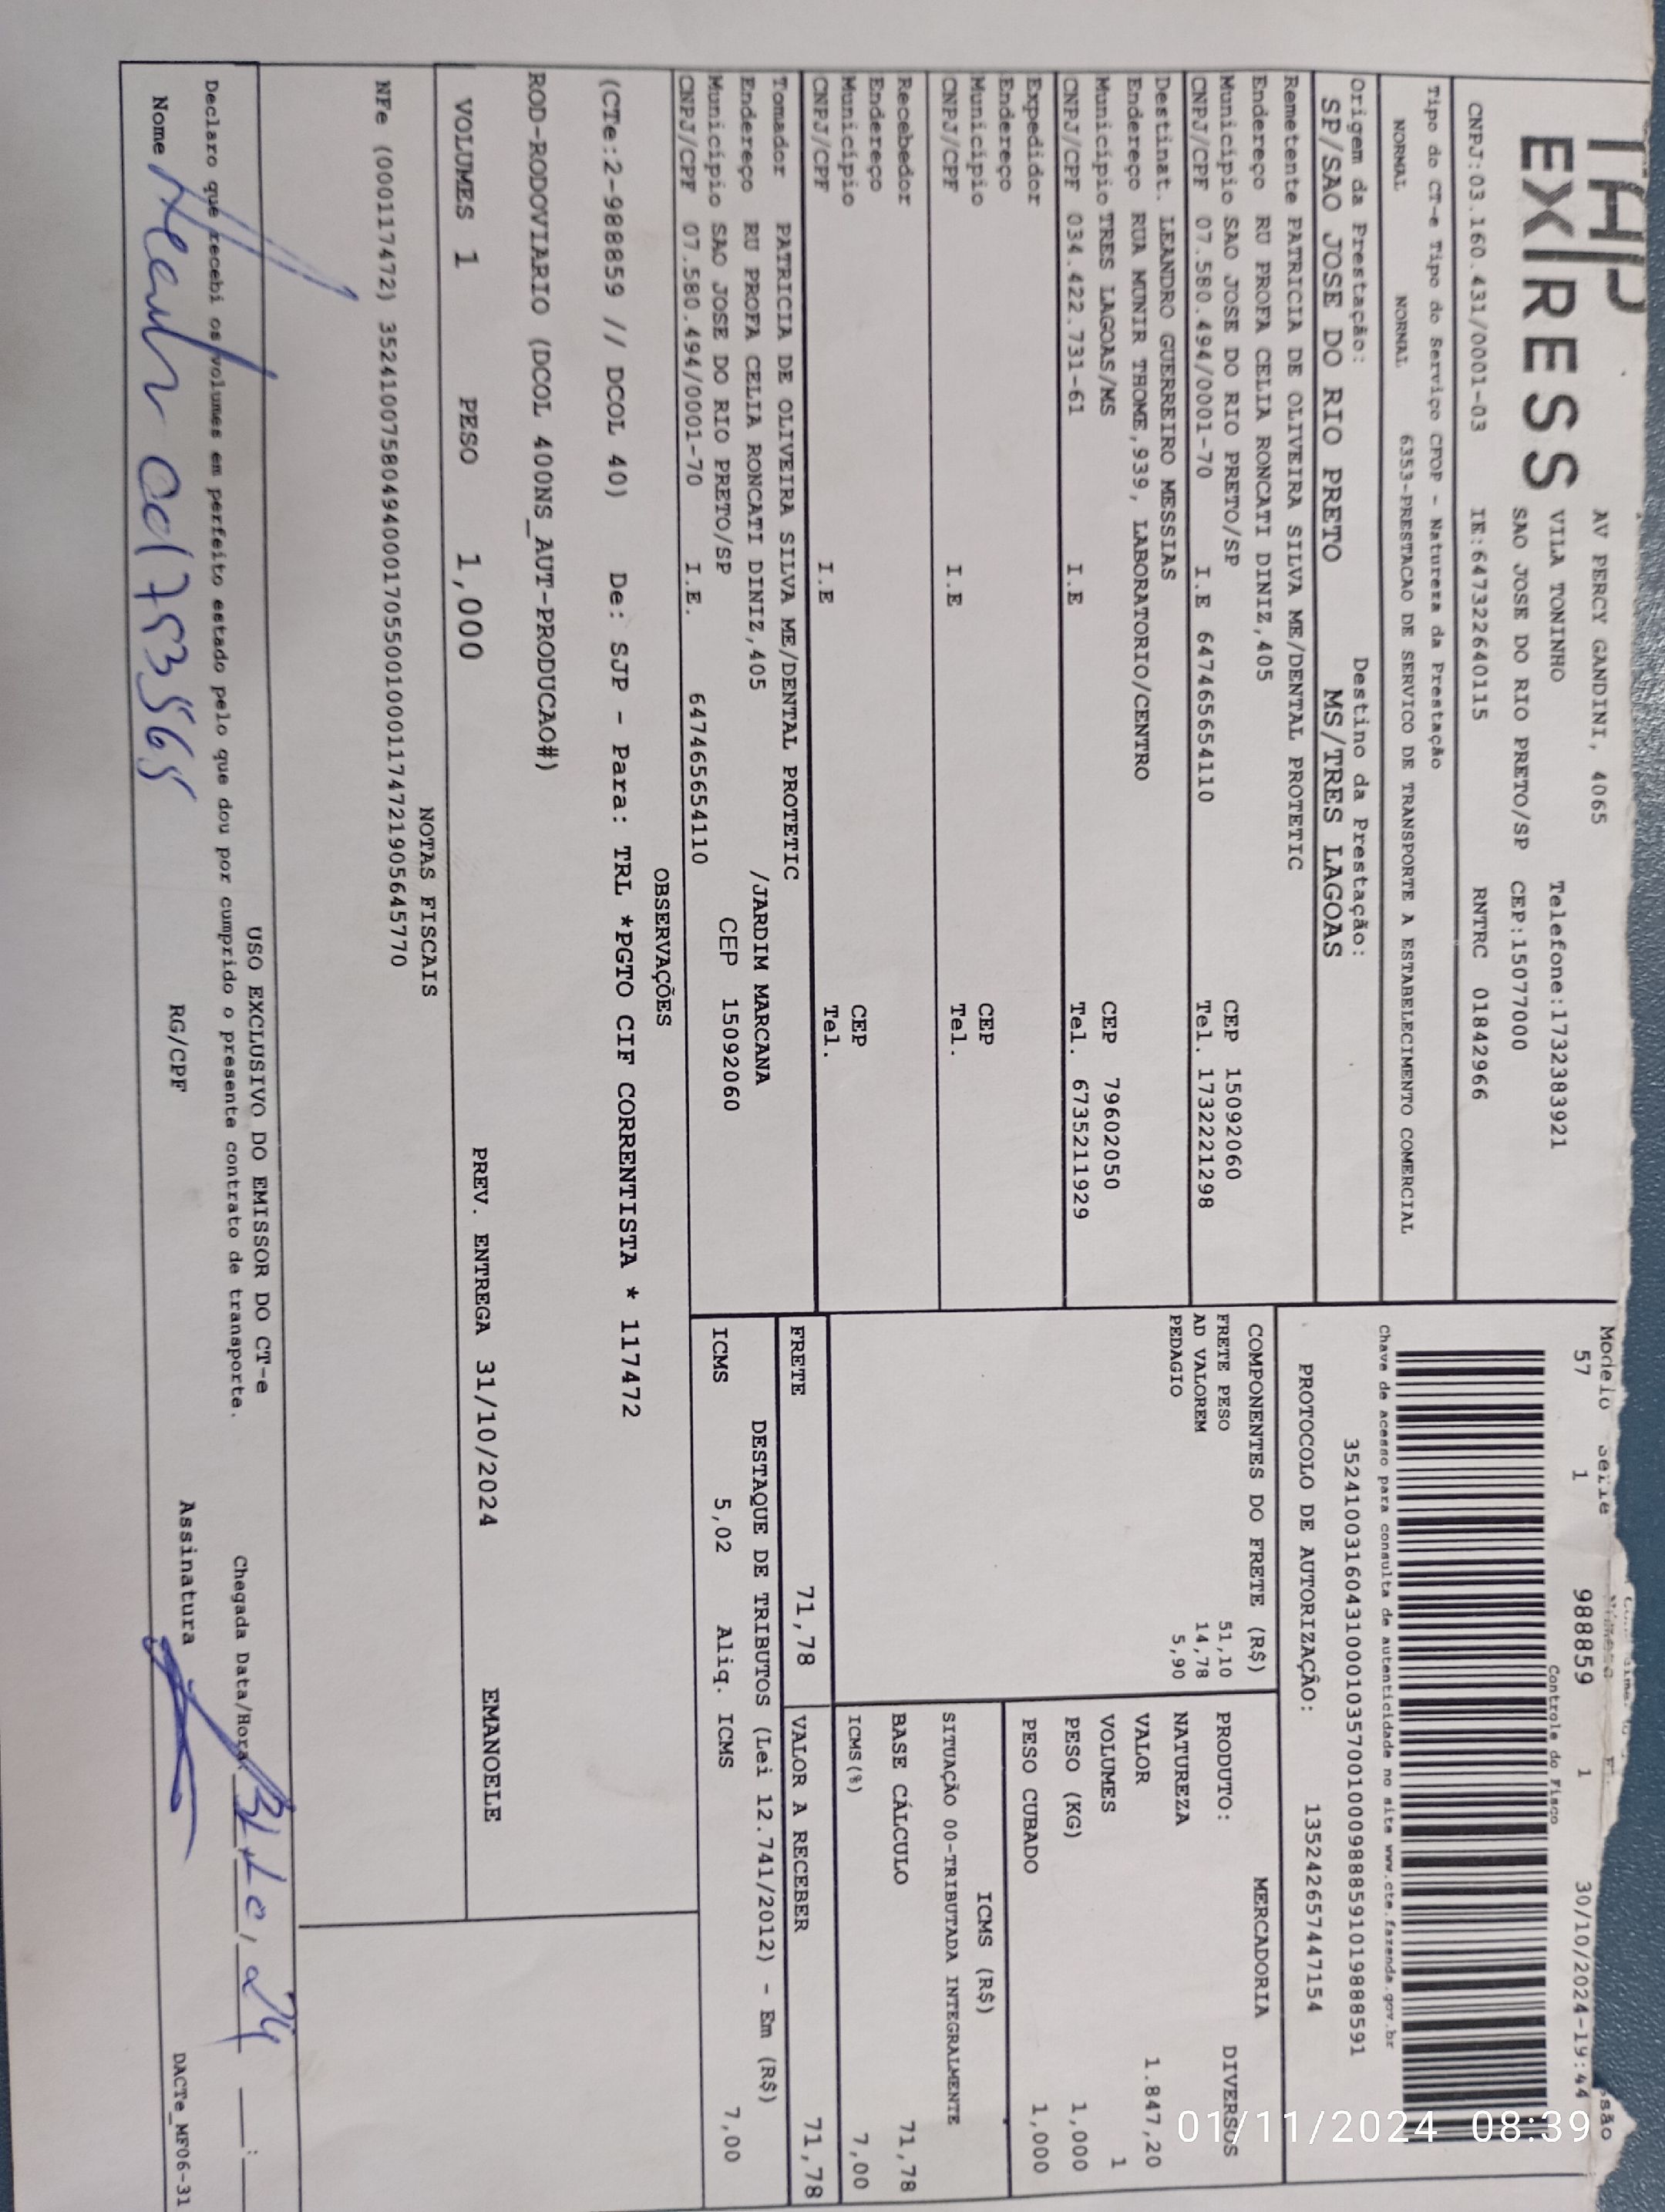 TAP
EXPRESS
AV PERCY GANDINI, 4065
VILA TONINHO Telefone:1732383921
SAO JOSE DO RIO PRETO/SP CEP:15077000
CNPJ:03.160.431/0001-03 IE:647322640115 RNTRC 01842966
Tipo do CT-e Tipo do Serviço CFOP - Natureza da Prestação
NORMAL NORMAL 6353-PRESTACAO DE SERVICO DE TRANSPORTE A ESTABELECIMENTO COMERCIAL
Origem da Prestação: Destino da Prestação:
SP/SAO JOSE DO RIO PRETO MS/TRES LAGOAS
Modelo Série
57 1 988859 1 30/10/2024-19:44
Controle do Fisco
Chave de acesso para consulta de autenticidade no site www.cte.fazenda.gov.br
35241003160431000103570010009888591019888591
PROTOCOLO DE AUTORIZAÇÃO: 135242657447154
Remetente PATRICIA DE OLIVEIRA SILVA ME/DENTAL PROTETIC
Endereço RU PROFA CELIA RONCATI DINIZ,405
Município SAO JOSE DO RIO PRETO/SP CEP 15092060
CNPJ/CPF 07.580.494/0001-70 I.E 647465654110 Tel. 1732221298
Destinat. LEANDRO GUERREIRO MESSIAS
Endereço RUA MUNIR THOME,939, LABORATORIO/CENTRO
Município TRES LAGOAS/MS CEP 79602050
CNPJ/CPF 034.422.731-61 I.E Tel. 6735211929
Expedidor
Endereço
Município CEP
CNPJ/CPF I.E Tel.
Recebedor
Endereço
Município CEP
CNPJ/CPF I.E Tel.
Tomador PATRICIA DE OLIVEIRA SILVA ME/DENTAL PROTETIC
Endereço RU PROFA CELIA RONCATI DINIZ,405 /JARDIM MARCANA
Município SAO JOSE DO RIO PRETO/SP CEP 15092060
CNPJ/CPF 07.580.494/0001-70 I.E. 647465654110
COMPONENTES DO FRETE (R$)
FRETE PESO 51,10
AD VALOREM 14,78
PEDAGIO 5,90
MERCADORIA
PRODUTO: DIVERSOS
NATUREZA
VALOR 1.847,20
VOLUMES 1
PESO (KG) 1,000
PESO CUBADO 1,000
ICMS (R$)
SITUAÇÃO 00-TRIBUTADA INTEGRALMENTE
BASE CÁLCULO 71,78
ICMS(%) 7,00
FRETE 71,78 VALOR A RECEBER 71,78
DESTAQUE DE TRIBUTOS (Lei 12.741/2012) - Em (R$)
ICMS 5,02 Aliq. ICMS 7,00
OBSERVAÇÕES
(CTe:2-988859 // DCOL 40) De: SJP - Para: TRL *PGTO CIF CORRENTISTA * 117472
ROD-RODOVIARIO (DCOL 400NS_AUT-PRODUCAO#)
VOLUMES 1 PESO 1,000 PREV. ENTREGA 31/10/2024 EMANOELE
NOTAS FISCAIS
NFe (000117472) 35241007580494000170550010001174721905645770
USO EXCLUSIVO DO EMISSOR DO CT-e
Declaro que recebi os volumes em perfeito estado pelo que dou por cumprido o presente contrato de transporte.
Chegada Data/Hora
Nome RG/CPF Assinatura
DACTe_MF06-31
01/11/2024 08:39